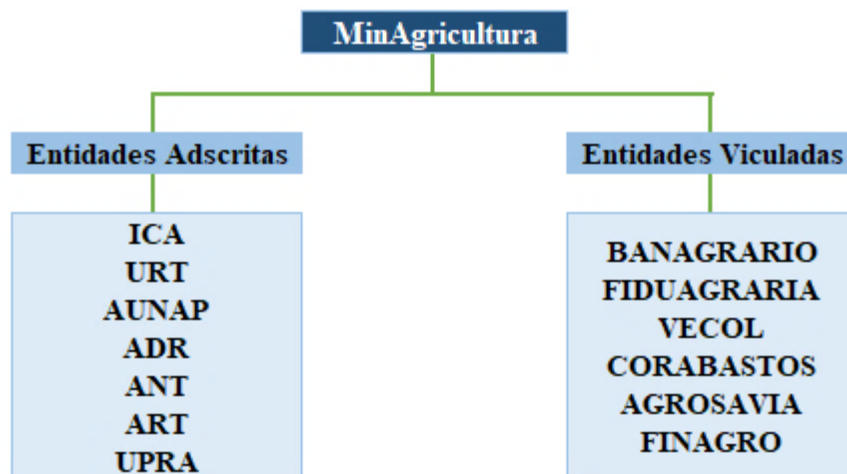 MinAgricultura
Entidades Adscritas
ICA
URT
AUNAP
ADR
ANT
ART
UPRA
Entidades Viculadas
BANAGRARIO
FIDUAGRARIA
VECOL
CORABASTOS
AGROSAVIA
FINAGRO